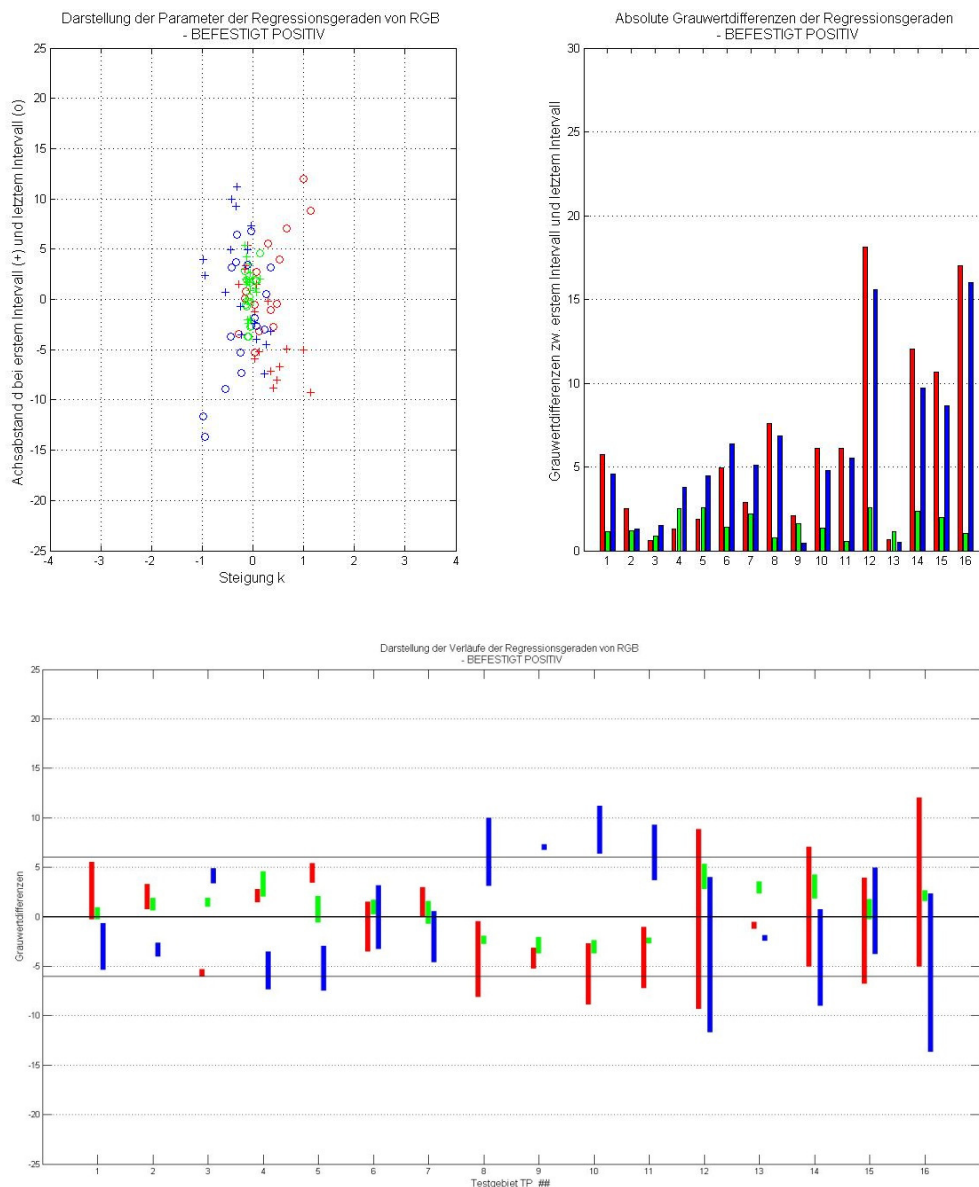 Darstellung der Parameter der Regressionsgeraden von RGB
- BEFESTIGT POSITIV
Achsabstand d bei erstem Intervall (+) und letztem Intervall (o)
25
20
15
10
5
0
-5
-10
-15
-20
-25
-4 -3 -2 -1 0 1 2 3 4
Steigung k
Absolute Grauwertdifferenzen der Regressionsgeraden
- BEFESTIGT POSITIV
Grauwertdifferenzen zw. erstem Intervall und letztem Intervall
30
25
20
15
10
5
0
1 2 3 4 5 6 7 8 9 10 11 12 13 14 15 16
Darstellung der Verläufe der Regressionsgeraden von RGB
- BEFESTIGT POSITIV
Grauwertdifferenzen
25
20
15
10
5
0
-5
-10
-15
-20
-25
1 2 3 4 5 6 7 8 9 10 11 12 13 14 15 16
Testgebiet TP_##